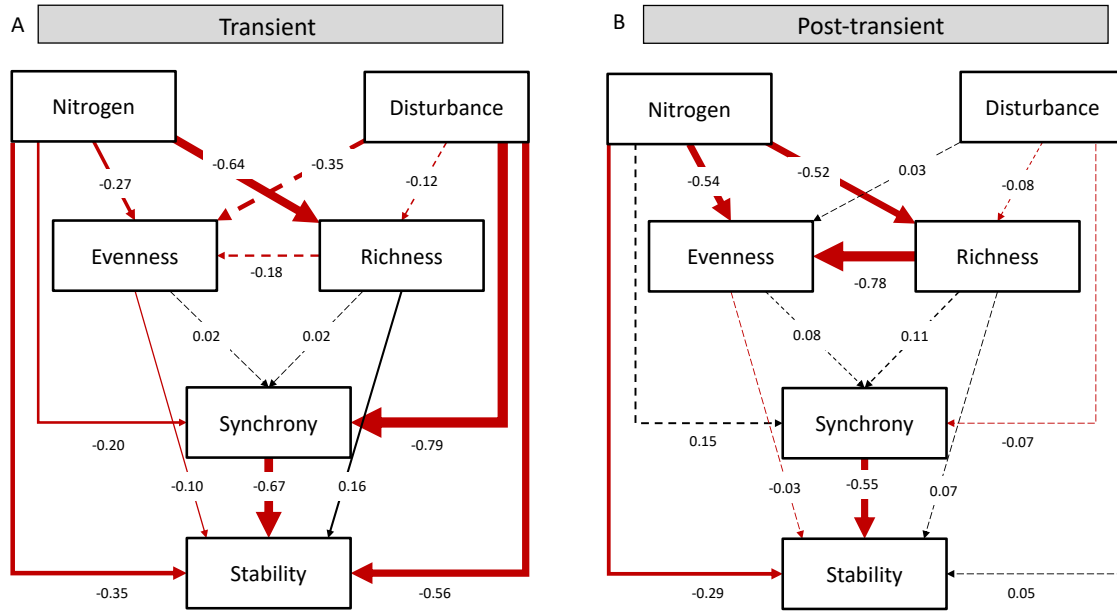 A
Transient
Nitrogen
Disturbance
-0.27
-0.64
-0.35
-0.12
Evenness
Richness
-0.18
0.02
0.02
Synchrony
-0.20
-0.79
-0.10
-0.67
0.16
Stability
-0.35
-0.56
B
Post-transient
Nitrogen
Disturbance
-0.54
-0.52
0.03
-0.08
Evenness
Richness
-0.78
0.08
0.11
Synchrony
0.15
-0.07
-0.03
-0.55
0.07
Stability
-0.29
0.05